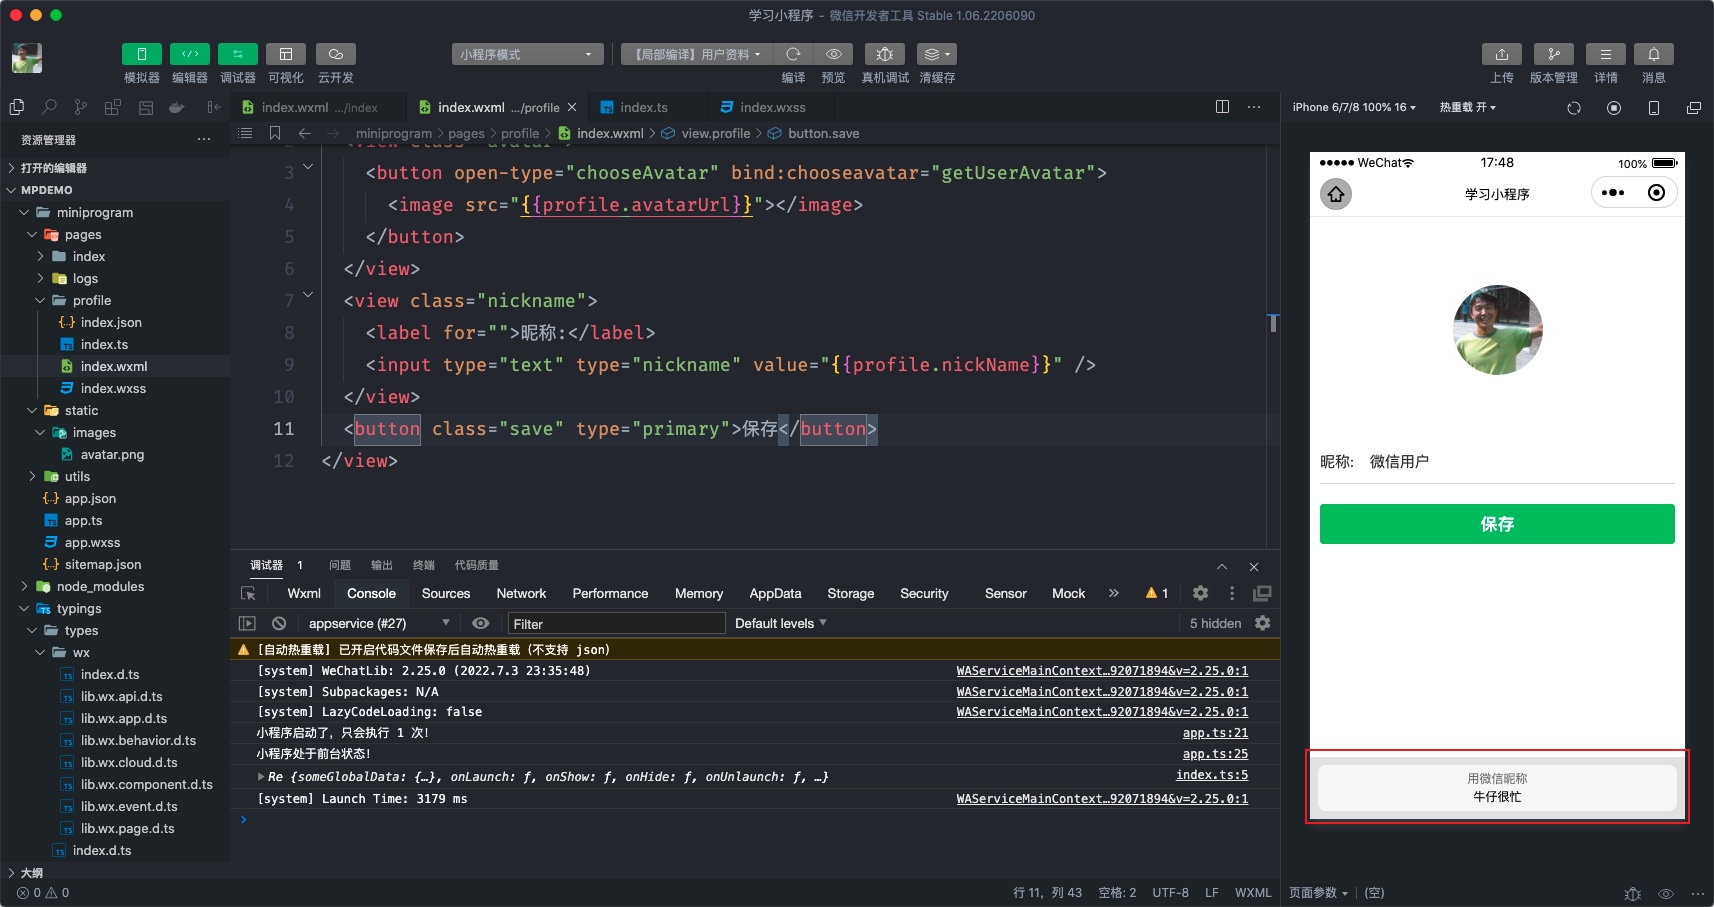 学习小程序 - 微信开发者工具 Stable 1.06.2206090
模拟器 编辑器 调试器 可视化 云开发
小程序模式 【局部编译】用户资料
编译 预览 真机调试 清缓存
上传 版本管理 详情 消息
资源管理器
打开的编辑器
MPDEMO
miniprogram
pages
index
logs
profile
index.json
index.ts
index.wxml
index.wxss
static
images
avatar.png
utils
app.json
app.ts
app.wxss
sitemap.json
node_modules
typings
types
wx
index.d.ts
lib.wx.api.d.ts
lib.wx.app.d.ts
lib.wx.behavior.d.ts
lib.wx.cloud.d.ts
lib.wx.component.d.ts
lib.wx.event.d.ts
lib.wx.page.d.ts
index.d.ts
大纲
0 0
index.wxml .../index index.wxml .../profile index.ts index.wxss
miniprogram > pages > profile > index.wxml > view.profile > button.save
2 <view class="avatar">
3 <button open-type="chooseAvatar" bind:chooseavatar="getUserAvatar">
4 <image src="{{profile.avatarUrl}}"></image>
5 </button>
6 </view>
7 <view class="nickname">
8 <label for="">昵称:</label>
9 <input type="text" type="nickname" value="{{profile.nickName}}" />
10 </view>
11 <button class="save" type="primary">保存</button>
12 </view>
调试器 1 问题 输出 终端 代码质量
Wxml Console Sources Network Performance Memory AppData Storage Security Sensor Mock » 1
appservice (#27) Filter Default levels 5 hidden
[自动热重载] 已开启代码文件保存后自动热重载（不支持 json）
[system] WeChatLib: 2.25.0 (2022.7.3 23:35:48) WAServiceMainContext…92071894&v=2.25.0:1
[system] Subpackages: N/A WAServiceMainContext…92071894&v=2.25.0:1
[system] LazyCodeLoading: false WAServiceMainContext…92071894&v=2.25.0:1
小程序启动了，只会执行 1 次! app.ts:21
小程序处于前台状态! app.ts:25
Re {someGlobalData: {…}, onLaunch: ƒ, onShow: ƒ, onHide: ƒ, onUnlaunch: ƒ, …} index.ts:5
[system] Launch Time: 3179 ms WAServiceMainContext…92071894&v=2.25.0:1
行 11，列 43 空格: 2 UTF-8 LF WXML
iPhone 6/7/8 100% 16 热重载 开
WeChat 17:48 100%
学习小程序
昵称: 微信用户
保存
用微信昵称
牛仔很忙
页面参数 (空)